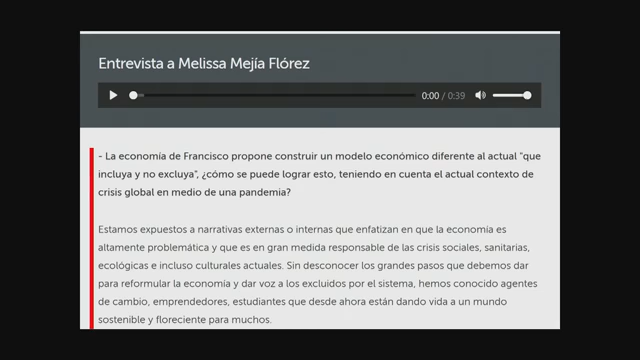 Entrevista a Melissa Mejía Flórez
0:00 / 0:39
- La economía de Francisco propone construir un modelo económico diferente al actual "que
incluya y no excluya", ¿cómo se puede lograr esto, teniendo en cuenta el actual contexto de
crisis global en medio de una pandemia?
Estamos expuestos a narrativas externas o internas que enfatizan en que la economía es
altamente problemática y que es en gran medida responsable de las crisis sociales, sanitarias,
ecológicas e incluso culturales actuales. Sin desconocer los grandes pasos que debemos dar
para reformular la economía y dar voz a los excluidos por el sistema, hemos conocido agentes
de cambio, emprendedores, estudiantes que desde ahora están dando vida a un mundo
sostenible y floreciente para muchos.